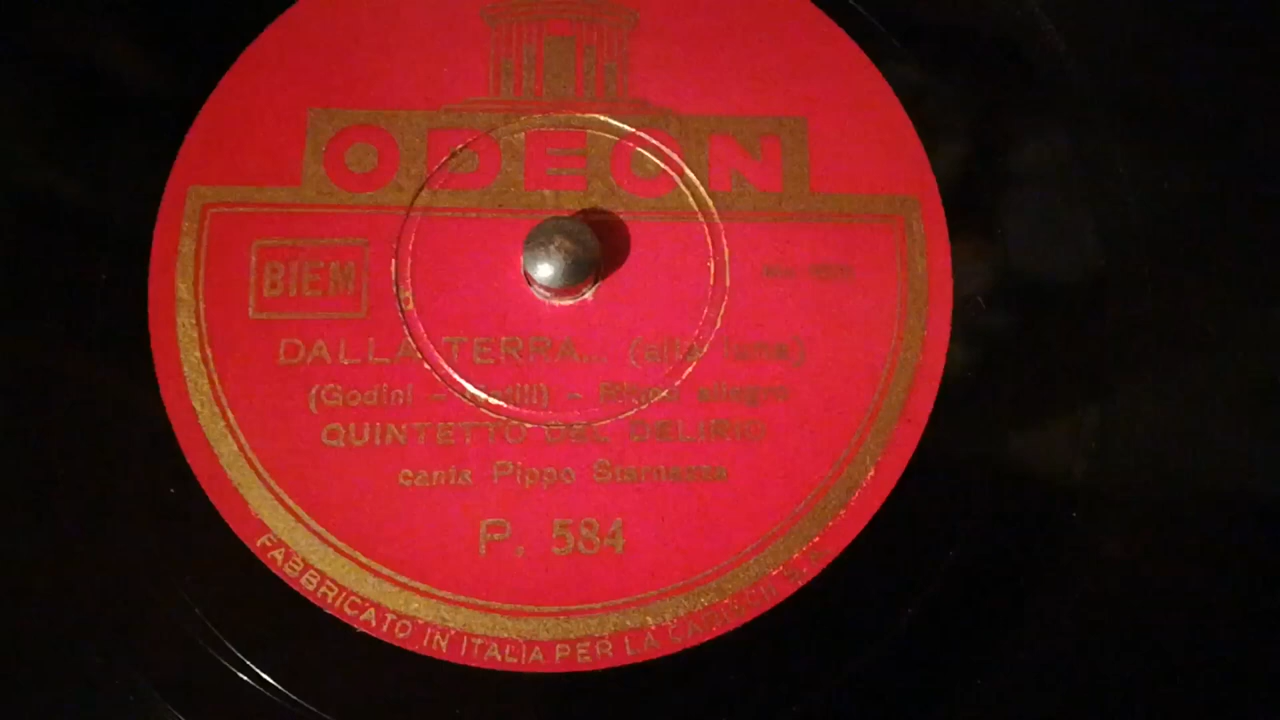 ODEON
BIEM
DALLA TERRA... (alla luna)
(Godini - - Ritmo allegro
QUINTETTO DEL DELIRIO
canta Pippo Starnazza
P. 584
FABBRICATO IN ITALIA PER LA CARISCH S.A.